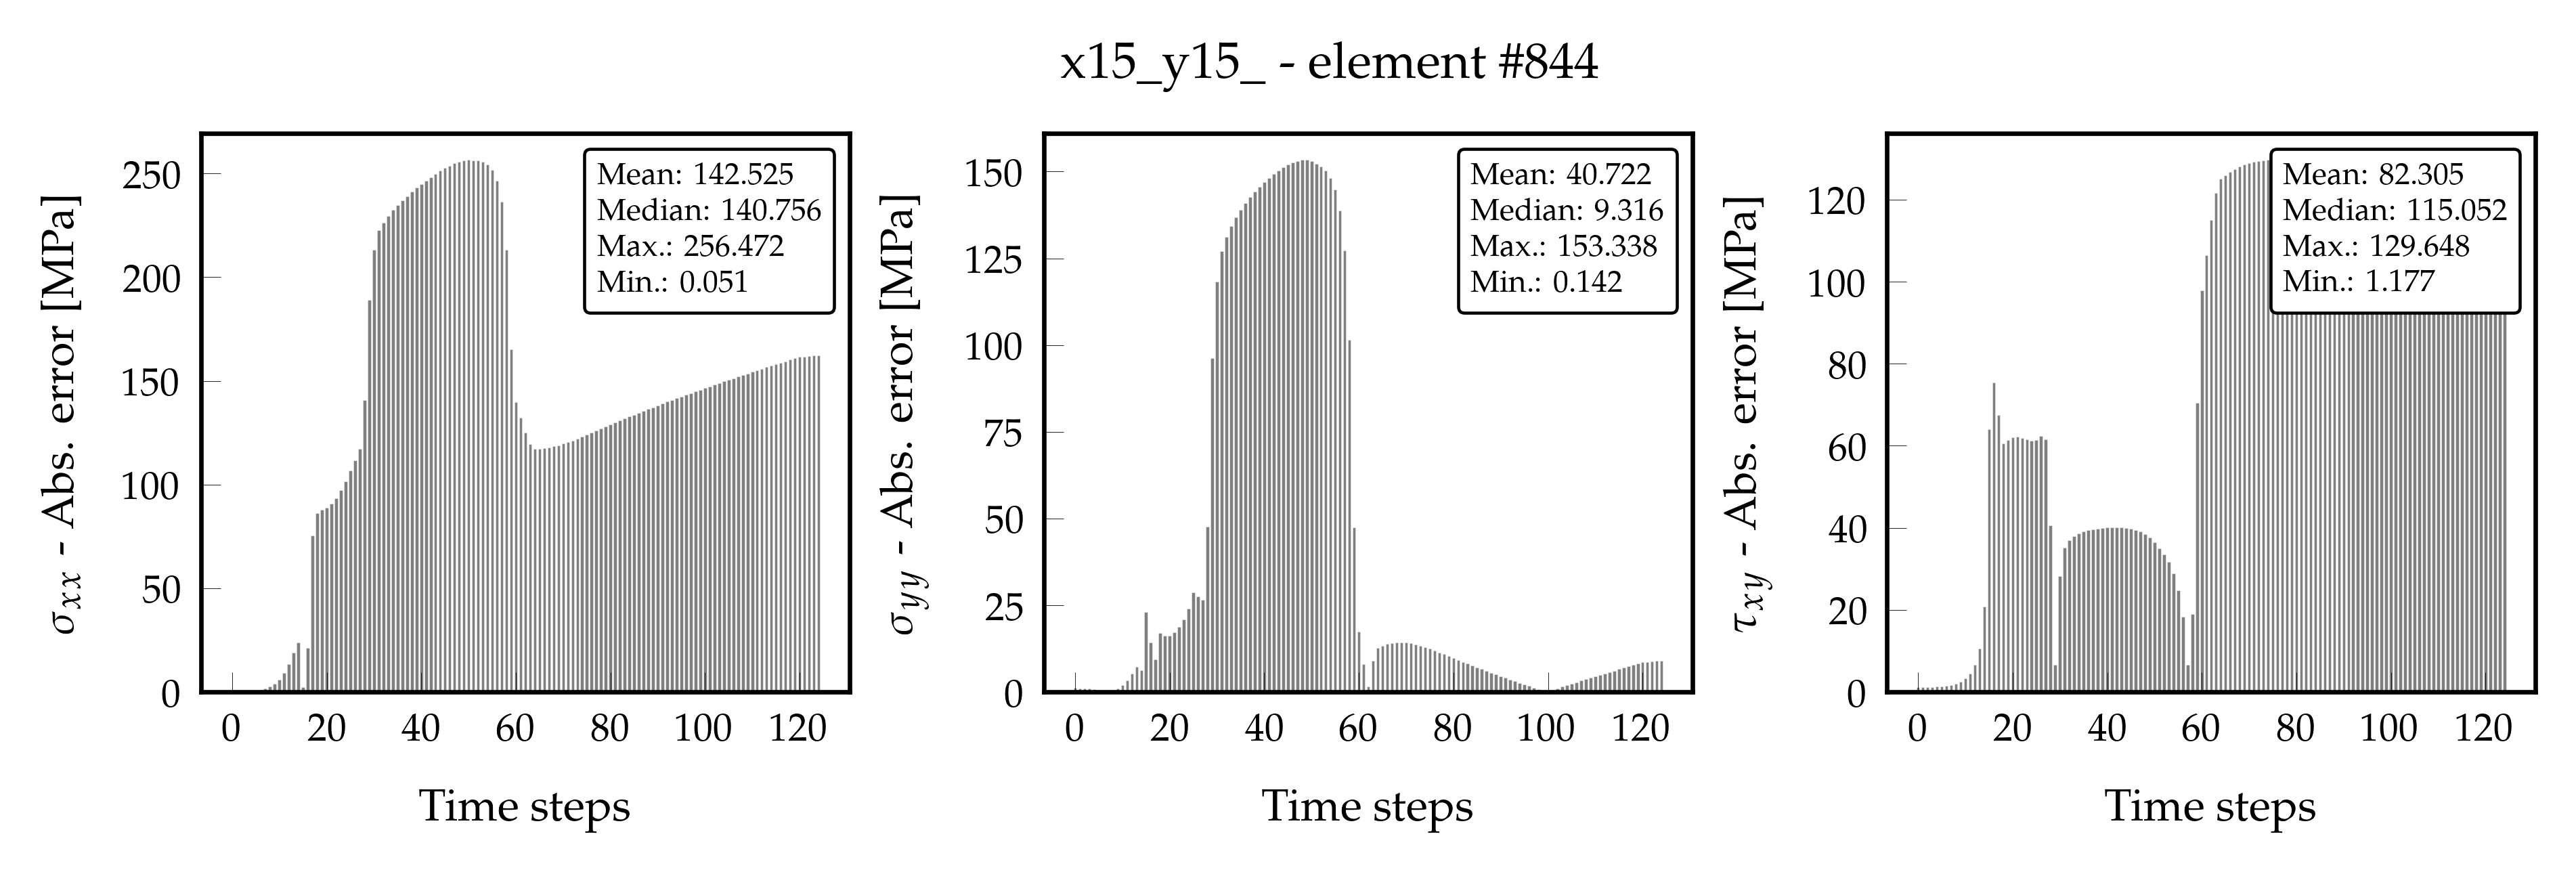 x15_y15_ - element #844
σxx - Abs. error [MPa]
250
200
150
100
50
0
0 20 40 60 80 100 120
Time steps
Mean: 142.525
Median: 140.756
Max.: 256.472
Min.: 0.051
σyy - Abs. error [MPa]
150
125
100
75
50
25
0
0 20 40 60 80 100 120
Time steps
Mean: 40.722
Median: 9.316
Max.: 153.338
Min.: 0.142
τxy - Abs. error [MPa]
120
100
80
60
40
20
0
0 20 40 60 80 100 120
Time steps
Mean: 82.305
Median: 115.052
Max.: 129.648
Min.: 1.177